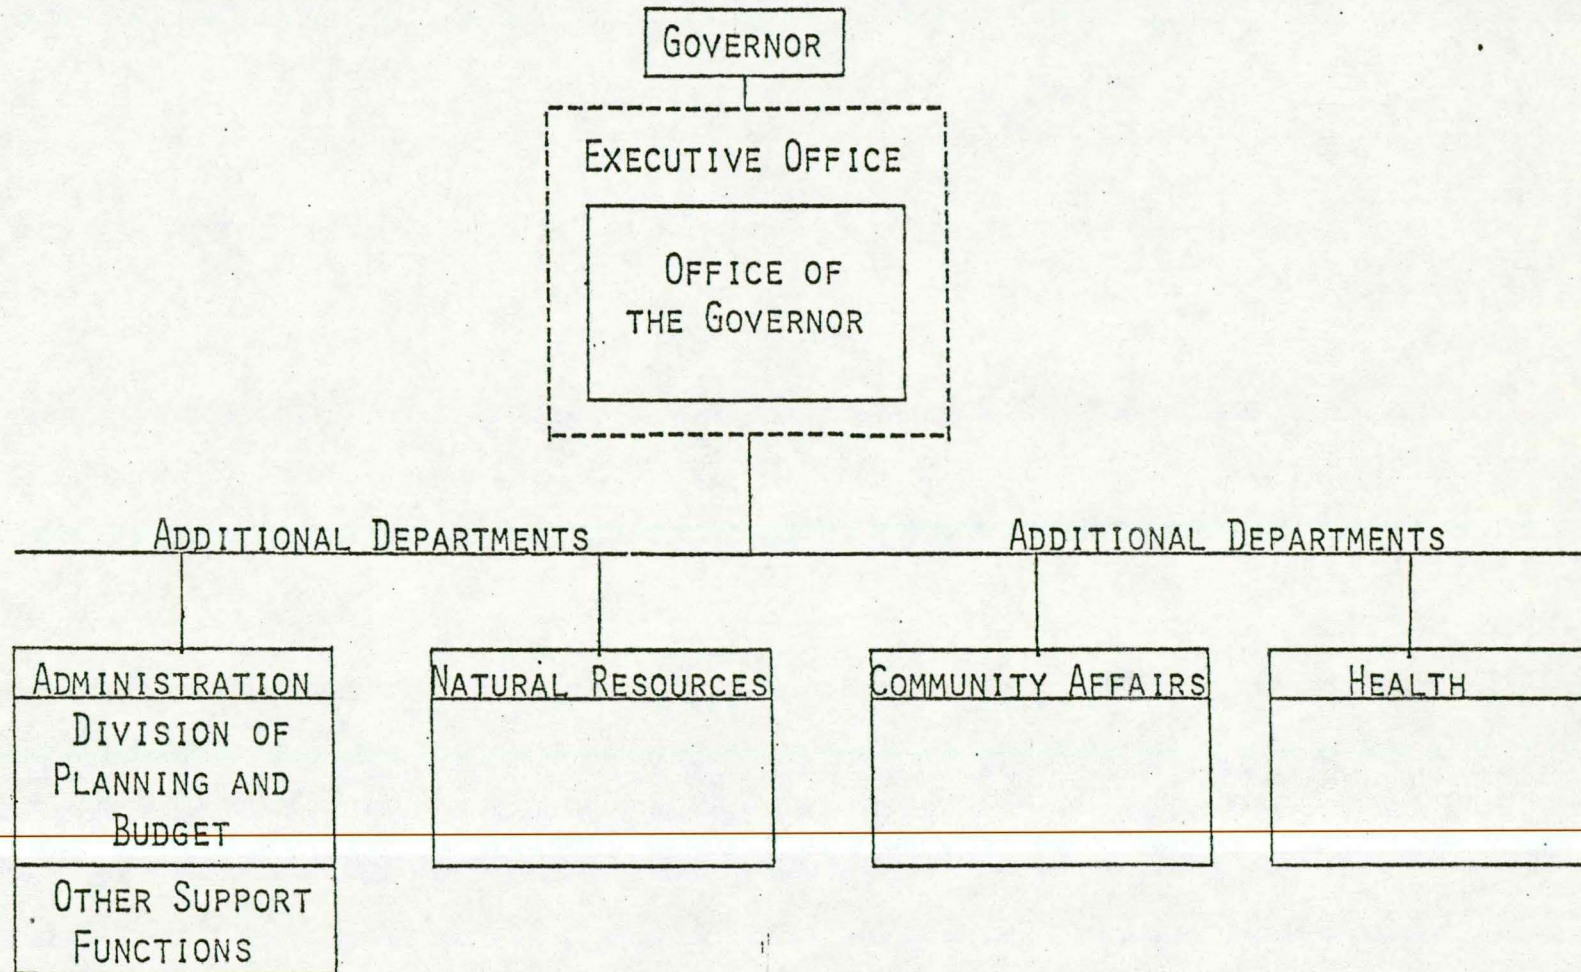 GOVERNOR
EXECUTIVE OFFICE
OFFICE OF
THE GOVERNOR
ADDITIONAL DEPARTMENTS
ADDITIONAL DEPARTMENTS
ADMINISTRATION
NATURAL RESOURCES
COMMUNITY AFFAIRS
HEALTH
DIVISION OF
PLANNING AND
BUDGET
OTHER SUPPORT
FUNCTIONS